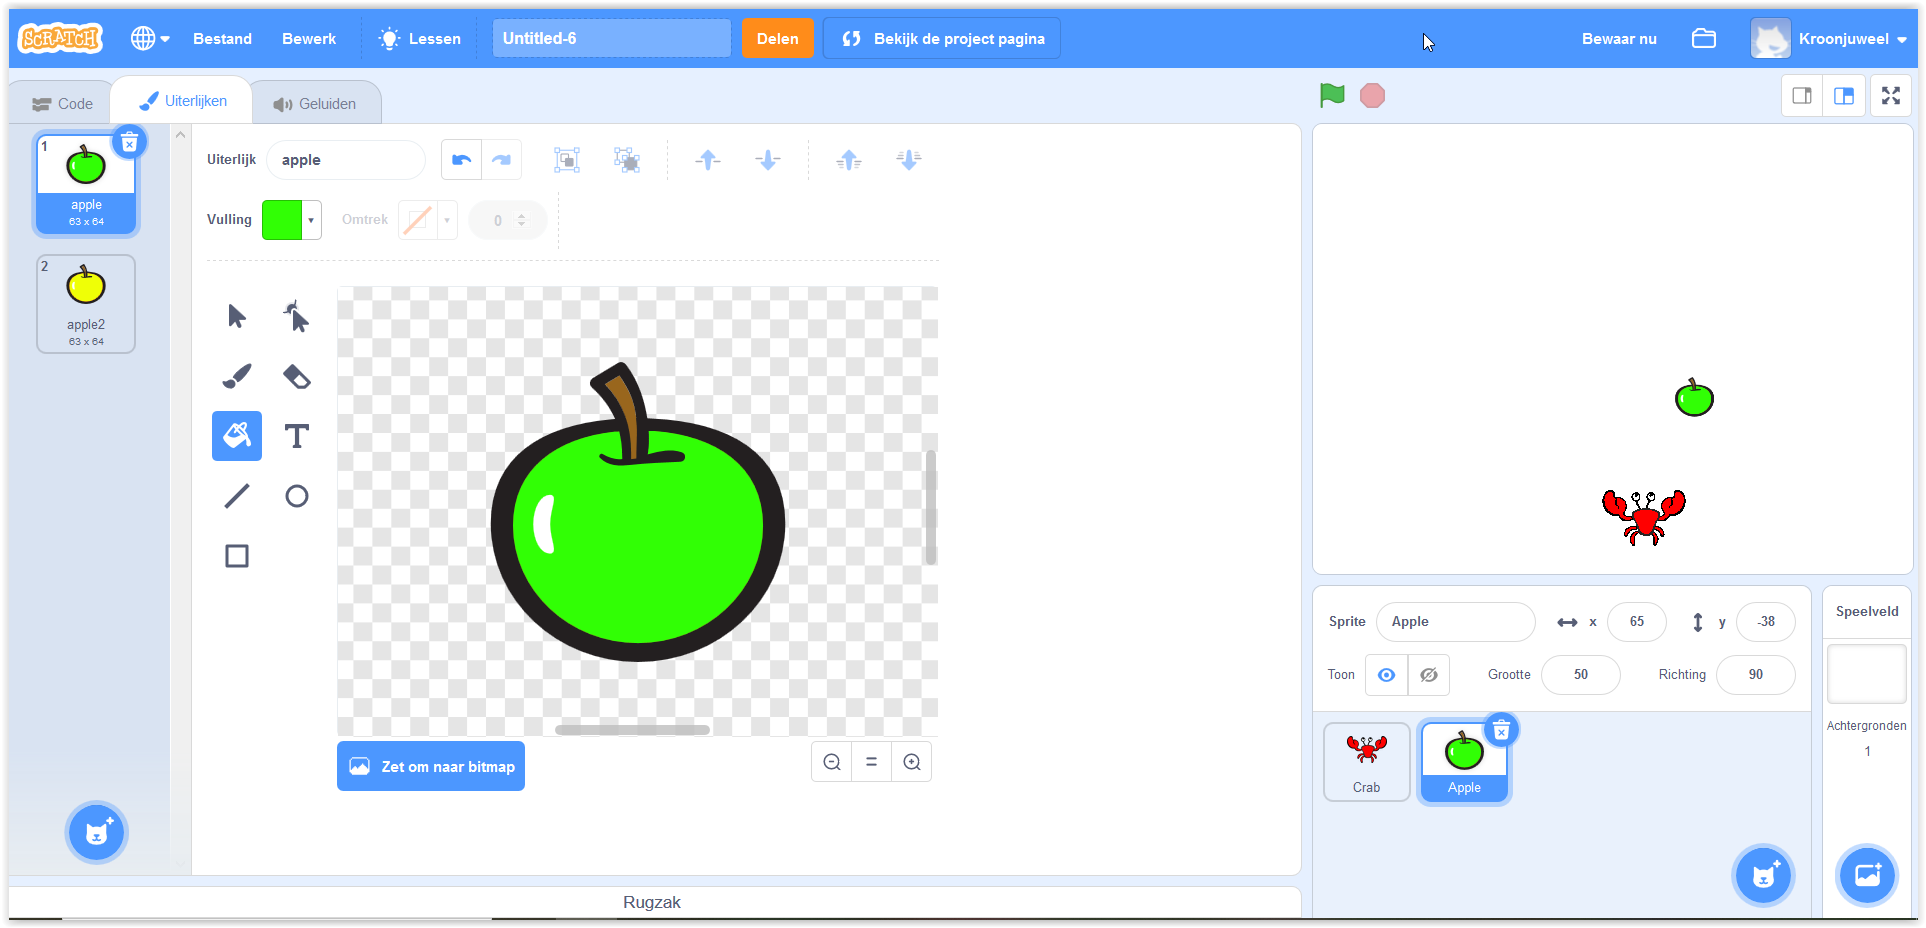 SCRATCH Bestand Bewerk Lessen Untitled-6 Delen Bekijk de project pagina Bewaar nu Kroonjuweel
Code Uiterlijken Geluiden
1
apple
63 x 64
2
apple2
63 x 64
Uiterlijk apple
Vulling Omtrek 0
T
Zet om naar bitmap
=
Rugzak
Sprite Apple x 65 y -38
Toon Grootte 50 Richting 90
Crab
Apple
Speelveld
Achtergronden
1